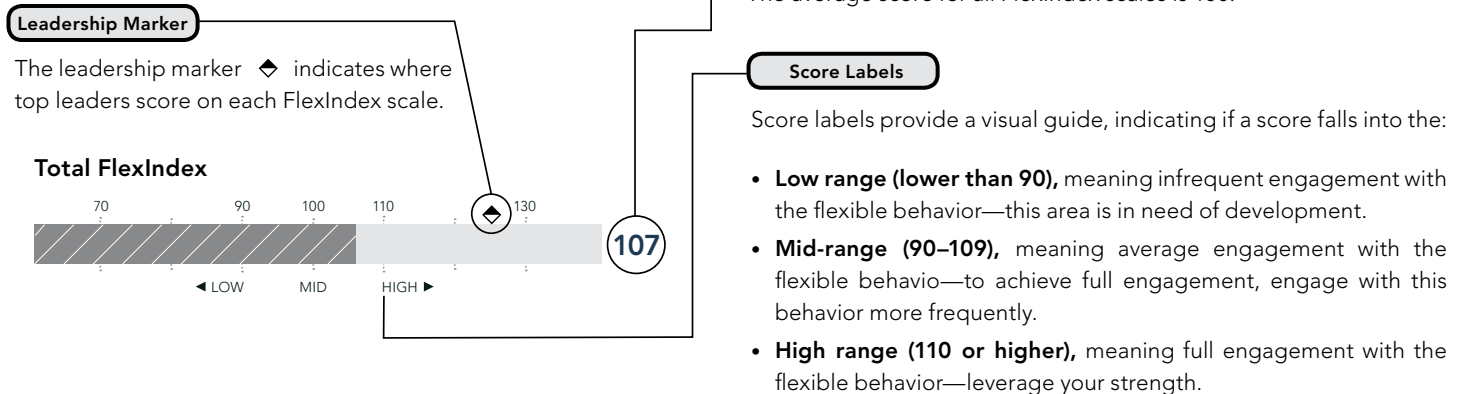 Leadership Marker
The leadership marker ⬘ indicates where
top leaders score on each FlexIndex scale.
Total FlexIndex
70 90 100 110 130
107
◄ LOW MID HIGH ►
The average score for all FlexIndex scales is 100.
Score Labels
Score labels provide a visual guide, indicating if a score falls into the:
• Low range (lower than 90), meaning infrequent engagement with
the flexible behavior—this area is in need of development.
• Mid-range (90–109), meaning average engagement with the
flexible behavio—to achieve full engagement, engage with this
behavior more frequently.
• High range (110 or higher), meaning full engagement with the
flexible behavior—leverage your strength.